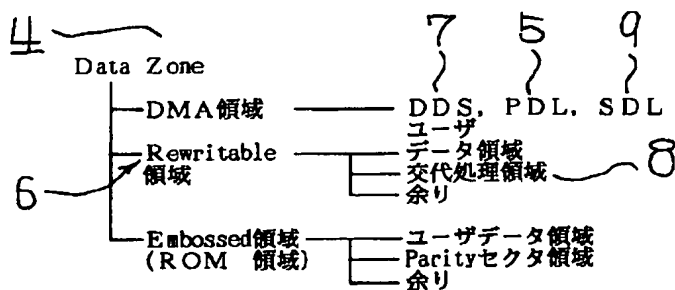 4 7 5 9
Data Zone
DMA領域 DDS, PDL, SDL
ユーザ
Rewritable データ領域
6 領域 交代処理領域 8
余り
Embossed領域 ユーザデータ領域
(ROM 領域) Parityセクタ領域
余り